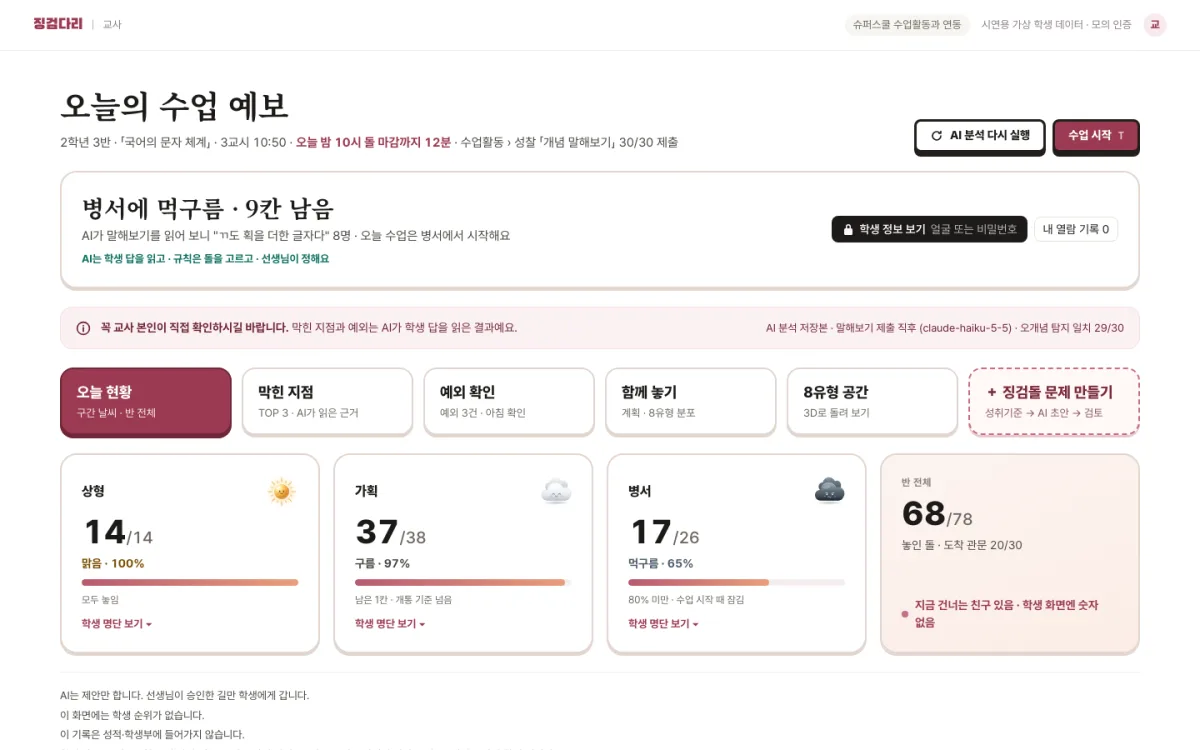 징검다리 | 교사
슈퍼스쿨 수업활동과 연동
시연용 가상 학생 데이터 · 모의 인증
교
오늘의 수업 예보
2학년 3반 · 「국어의 문자 체계」 · 3교시 10:50 · 오늘 밤 10시 돌 마감까지 12분 · 수업활동 › 성찰 「개념 말해보기」 30/30 제출
AI 분석 다시 실행
수업 시작 T
병서에 먹구름 · 9칸 남음
AI가 말해보기를 읽어 보니 "ㄲ도 획을 더한 글자다" 8명 · 오늘 수업은 병서에서 시작해요
AI는 학생 답을 읽고 · 규칙은 돌을 고르고 · 선생님이 정해요
학생 정보 보기 얼굴 또는 비밀번호
내 열람 기록 0
꼭 교사 본인이 직접 확인하시길 바랍니다. 막힌 지점과 예외는 AI가 학생 답을 읽은 결과예요.
AI 분석 저장본 · 말해보기 제출 직후 (claude-haiku-5-5) · 오개념 탐지 일치 29/30
오늘 현황
구간 날씨 · 반 전체
막힌 지점
TOP 3 · AI가 읽은 근거
예외 확인
예외 3건 · 아침 확인
함께 놓기
계획 · 8유형 분포
8유형 공간
3D로 돌려 보기
+ 징검돌 문제 만들기
성취기준 → AI 초안 → 검토
상형
14/14
맑음 · 100%
모두 놓임
학생 명단 보기
가획
37/38
구름 · 97%
남은 1칸 · 개통 기준 넘음
학생 명단 보기
병서
17/26
먹구름 · 65%
80% 미만 · 수업 시작 때 잠김
학생 명단 보기
반 전체
68/78
놓인 돌 · 도착 관문 20/30
지금 건너는 친구 있음 · 학생 화면엔 숫자
없음
AI는 제안만 합니다. 선생님이 승인한 길만 학생에게 갑니다.
이 화면에는 학생 순위가 없습니다.
이 기록은 성적·학생부에 들어가지 않습니다.